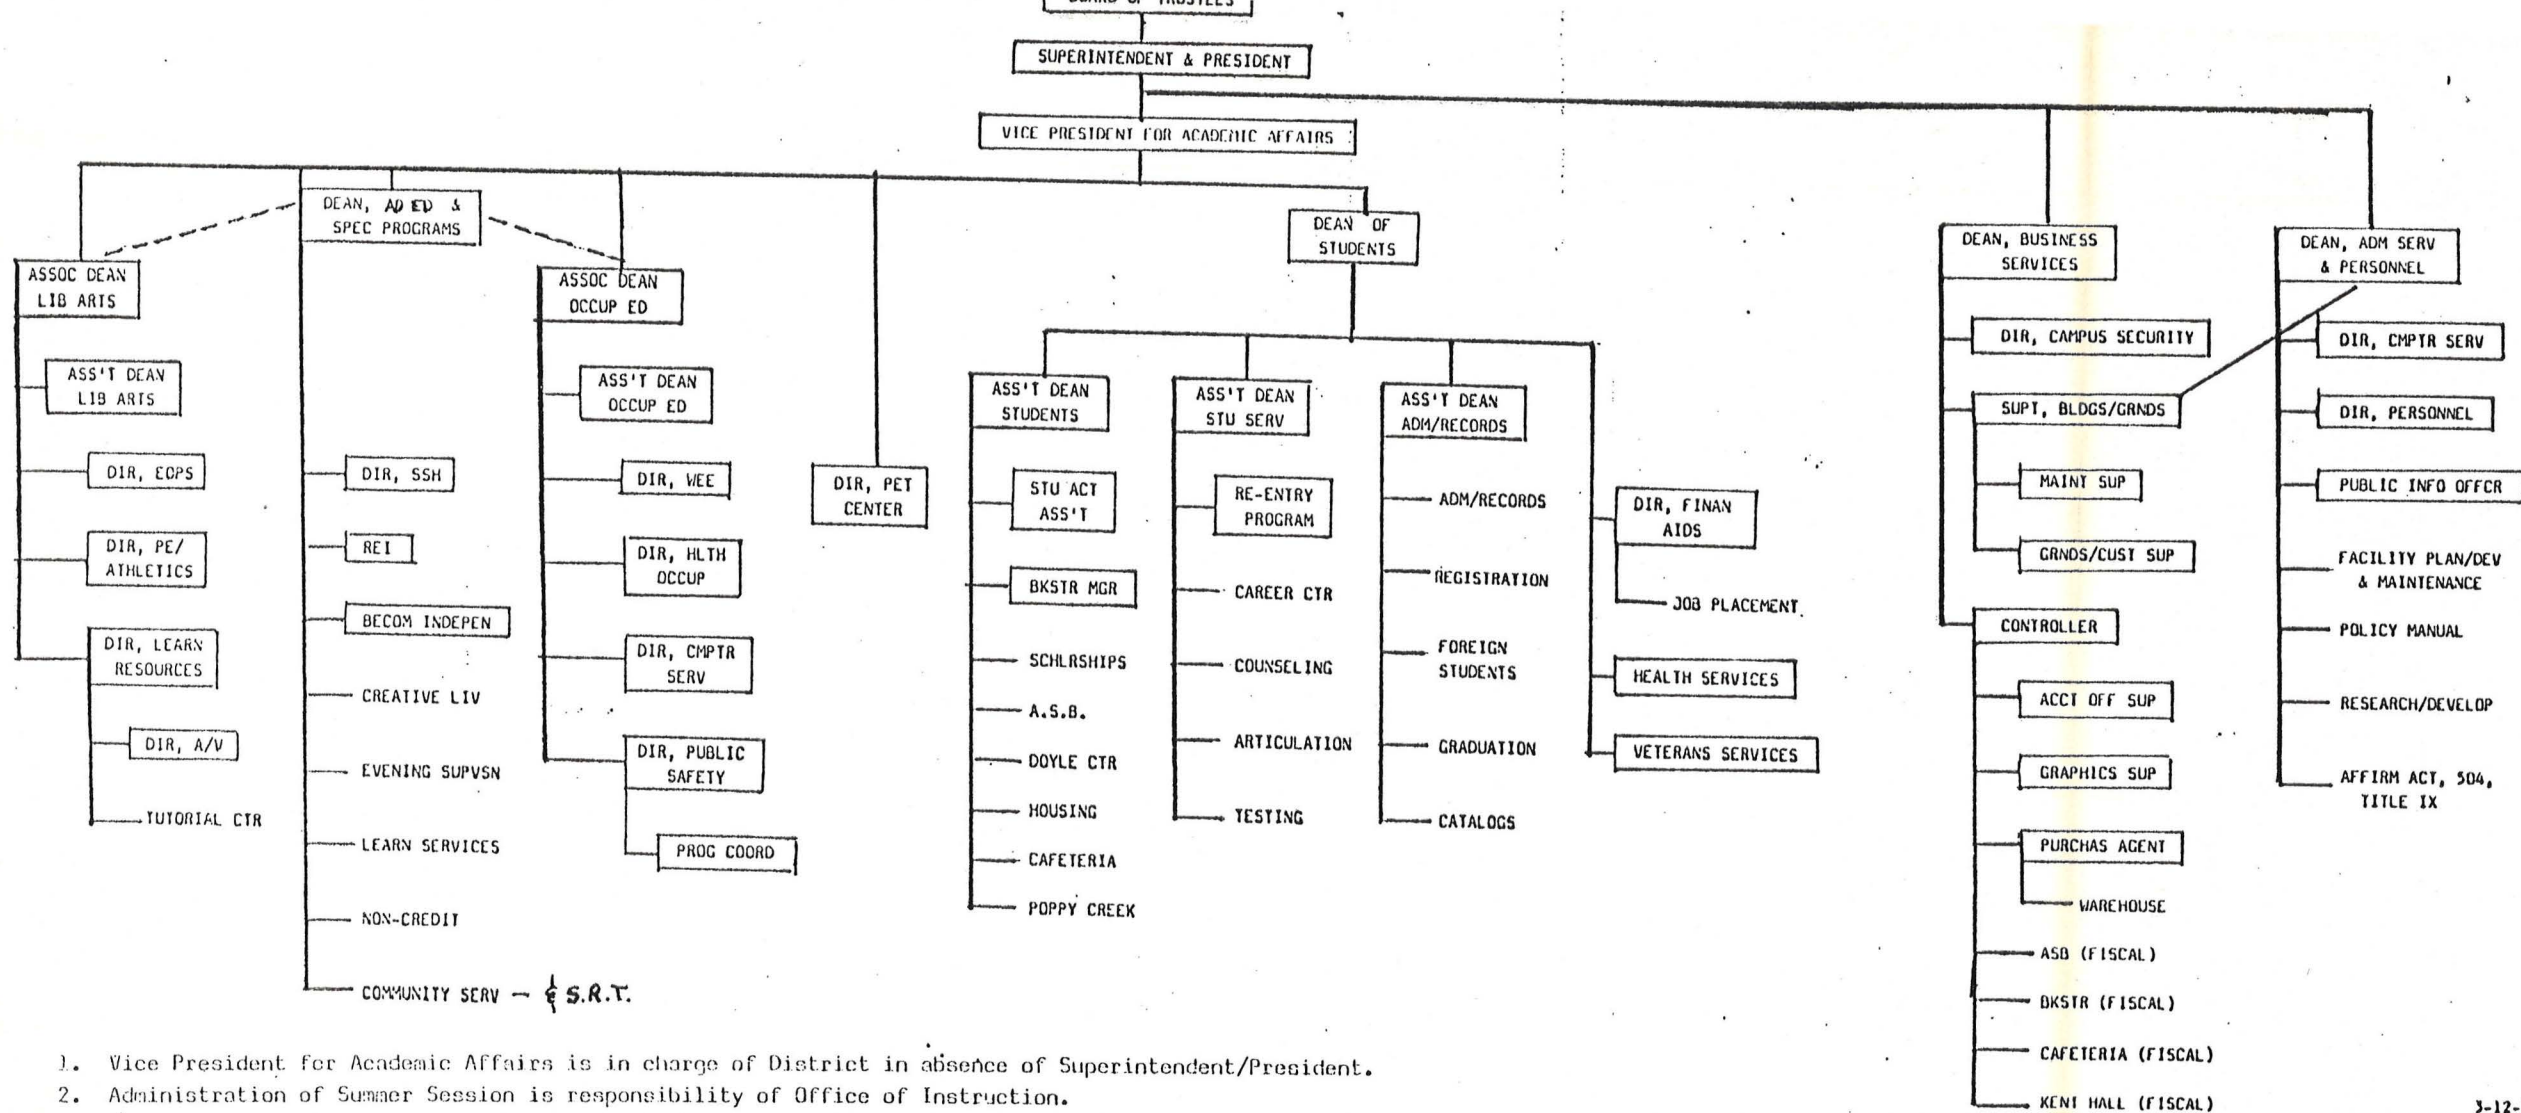 BOARD OF TRUSTEES
SUPERINTENDENT & PRESIDENT
VICE PRESIDENT FOR ACADEMIC AFFAIRS
DEAN, AD ED &
SPEC PROGRAMS
ASSOC DEAN
LIB ARTS
ASS'T DEAN
LIB ARTS
DIR, EOPS
DIR, PE/
ATHLETICS
DIR, LEARN
RESOURCES
DIR, A/V
TUTORIAL CTR
DIR, SSH
REI
BECOM INDEPEN
CREATIVE LIV
EVENING SUPVSN
LEARN SERVICES
NON-CREDIT
COMMUNITY SERV — & S.R.T.
ASSOC DEAN
OCCUP ED
ASS'T DEAN
OCCUP ED
DIR, WEE
DIR, HLTH
OCCUP
DIR, CMPTR
SERV
DIR, PUBLIC
SAFETY
PROG COORD
DIR, PET
CENTER
DEAN OF
STUDENTS
ASS'T DEAN
STUDENTS
STU ACT
ASS'T
BKSTR MGR
SCHLRSHIPS
A.S.B.
DOYLE CTR
HOUSING
CAFETERIA
POPPY CREEK
ASS'T DEAN
STU SERV
RE-ENTRY
PROGRAM
CAREER CTR
COUNSELING
ARTICULATION
TESTING
ASS'T DEAN
ADM/RECORDS
ADM/RECORDS
REGISTRATION
FOREIGN
STUDENTS
GRADUATION
CATALOGS
DIR, FINAN
AIDS
JOB PLACEMENT
HEALTH SERVICES
VETERANS SERVICES
DEAN, BUSINESS
SERVICES
DIR, CAMPUS SECURITY
SUPT, BLDGS/GRNDS
MAINT SUP
GRNDS/CUST SUP
CONTROLLER
ACCT OFF SUP
GRAPHICS SUP
PURCHAS AGENT
WAREHOUSE
ASB (FISCAL)
BKSTR (FISCAL)
CAFETERIA (FISCAL)
KENT HALL (FISCAL)
DEAN, ADM SERV
& PERSONNEL
DIR, CMPTR SERV
DIR, PERSONNEL
PUBLIC INFO OFFCR
FACILITY PLAN/DEV
& MAINTENANCE
POLICY MANUAL
RESEARCH/DEVELOP
AFFIRM ACT, 504,
TITLE IX
1. Vice President for Academic Affairs is in charge of District in absence of Superintendent/President.
2. Administration of Summer Session is responsibility of Office of Instruction.
3-12-